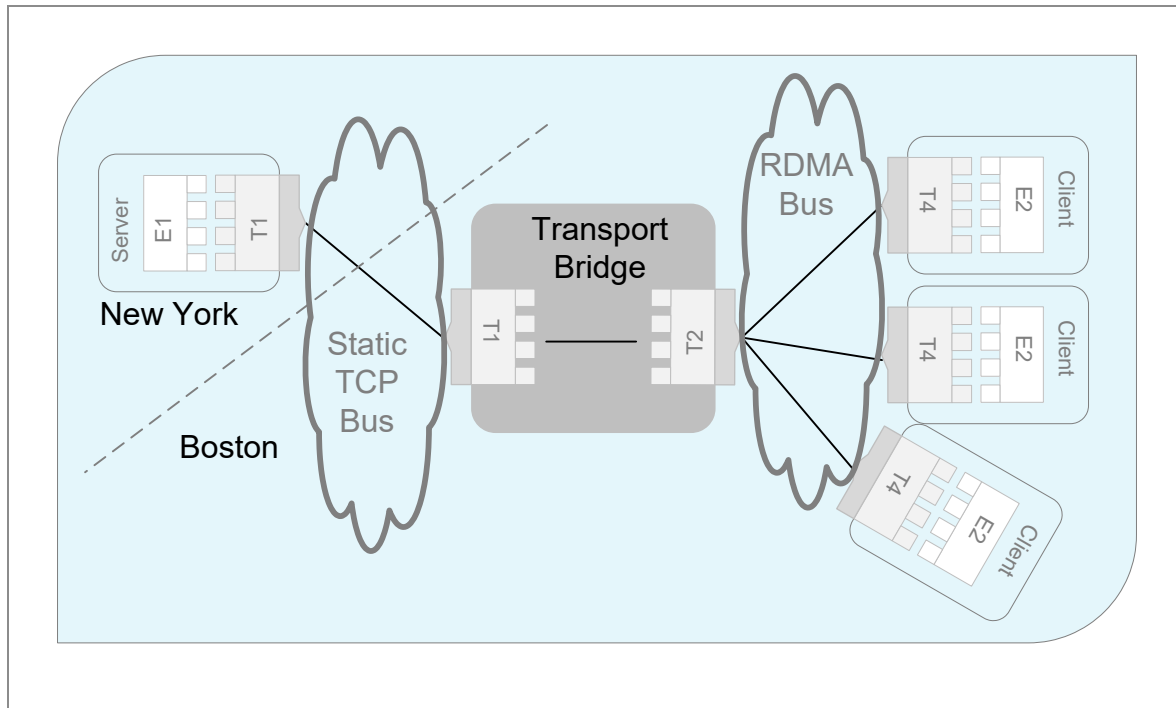 Server
E1
T1
New York
Boston
Static
TCP
Bus
Transport
Bridge
T1
T2
RDMA
Bus
T4
E2
Client
T4
E2
Client
T4
E2
Client